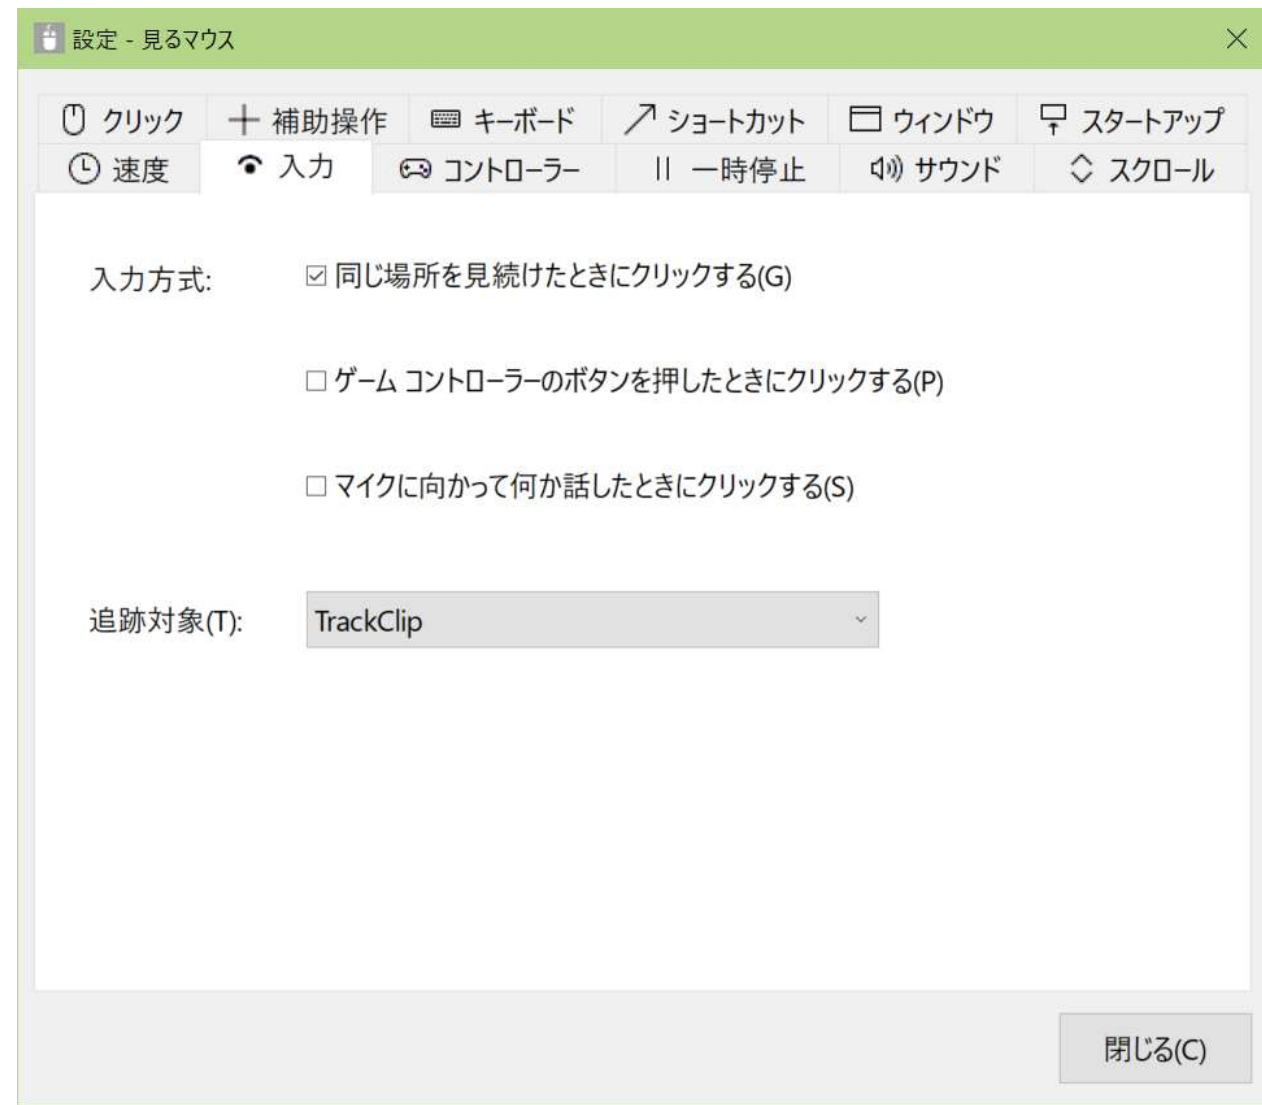 設定 - 見るマウス
クリック 補助操作 キーボード ショートカット ウィンドウ スタートアップ
速度 入力 コントローラー 一時停止 サウンド スクロール
入力方式: 同じ場所を見続けたときにクリックする(G)
ゲーム コントローラーのボタンを押したときにクリックする(P)
マイクに向かって何か話したときにクリックする(S)
追跡対象(T): TrackClip
閉じる(C)